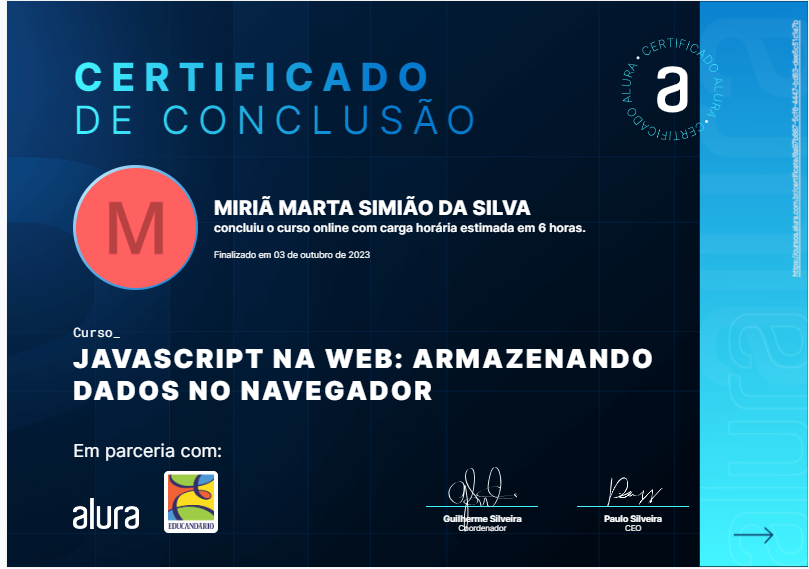 CERTIFICADO
DE CONCLUSÃO
CERTIFICADO ALURA • CERTIFICADO ALURA •
a
M
MIRIÃ MARTA SIMIÃO DA SILVA
concluiu o curso online com carga horária estimada em 6 horas.
Finalizado em 03 de outubro de 2023
Curso_
JAVASCRIPT NA WEB: ARMAZENANDO
DADOS NO NAVEGADOR
Em parceria com:
alura
EDUCANDÁRIO
Guilherme Silveira
Coordenador
Paulo Silveira
CEO
alura